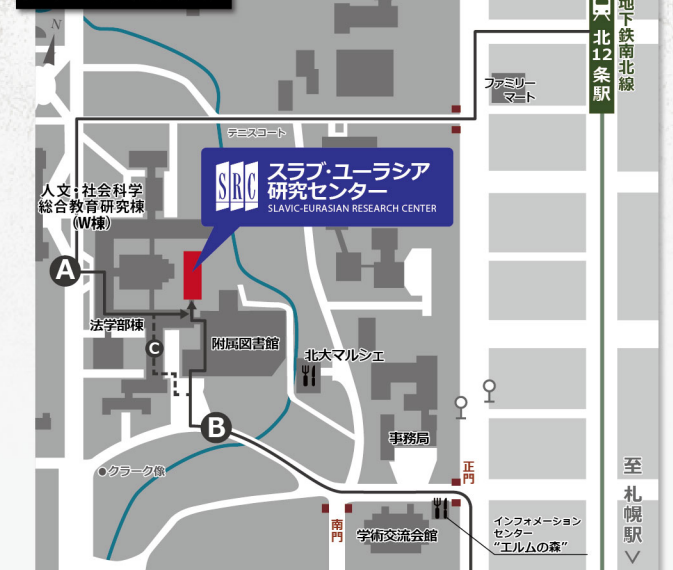 N
地下鉄南北線
北12条駅
ファミリー
マート
テニスコート
SRC
スラブ・ユーラシア
研究センター
SLAVIC-EURASIAN RESEARCH CENTER
人文・社会科学
総合教育研究棟
(W棟)
A
法学部棟
C
附属図書館
北大マルシェ
B
事務局
正門
至 札幌駅
クラーク像
南門
学術交流会館
インフォメーション
センター
“エルムの森”